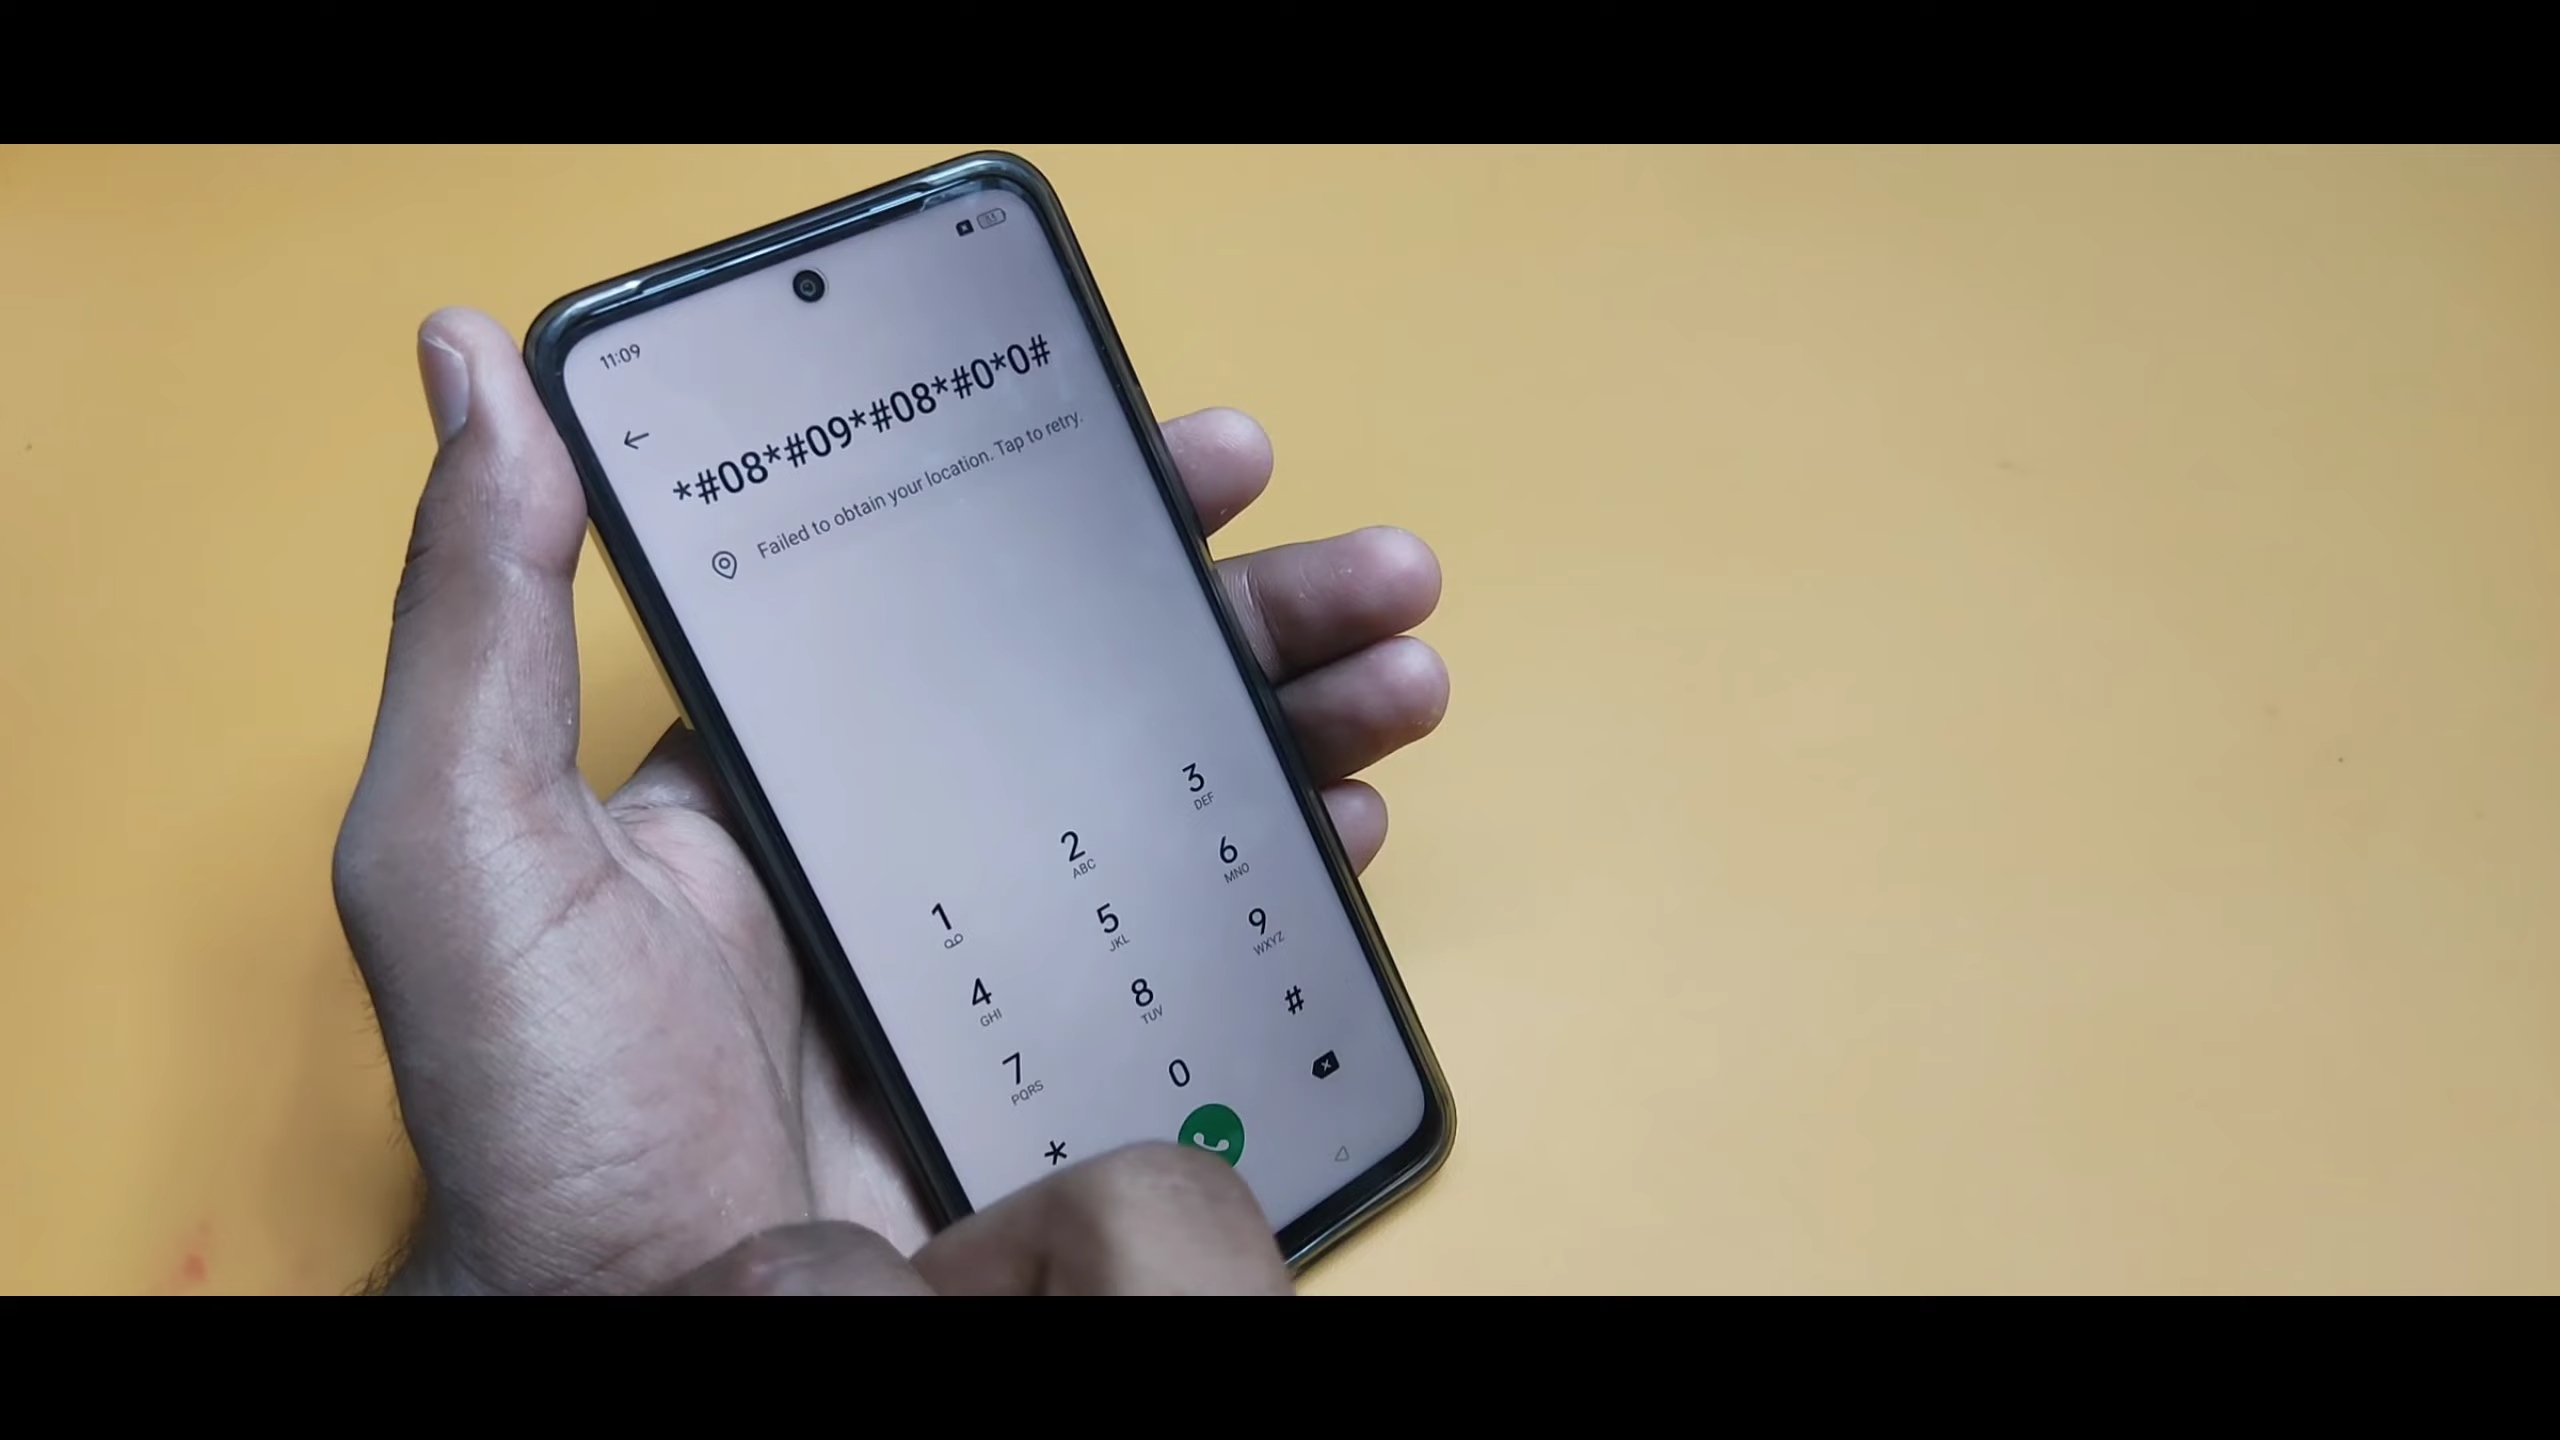 11:09
*#08*#09*#08*#0*0#
Failed to obtain your location. Tap to retry.
1
2
ABC
3
DEF
4
GHI
5
JKL
6
MNO
7
PQRS
8
TUV
9
WXYZ
*
0
#